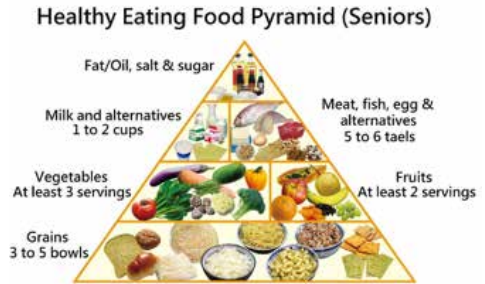 Healthy Eating Food Pyramid (Seniors)
Fat/Oil, salt & sugar
Milk and alternatives
1 to 2 cups
Meat, fish, egg &
alternatives
5 to 6 taels
Vegetables
At least 3 servings
Fruits
At least 2 servings
Grains
3 to 5 bowls